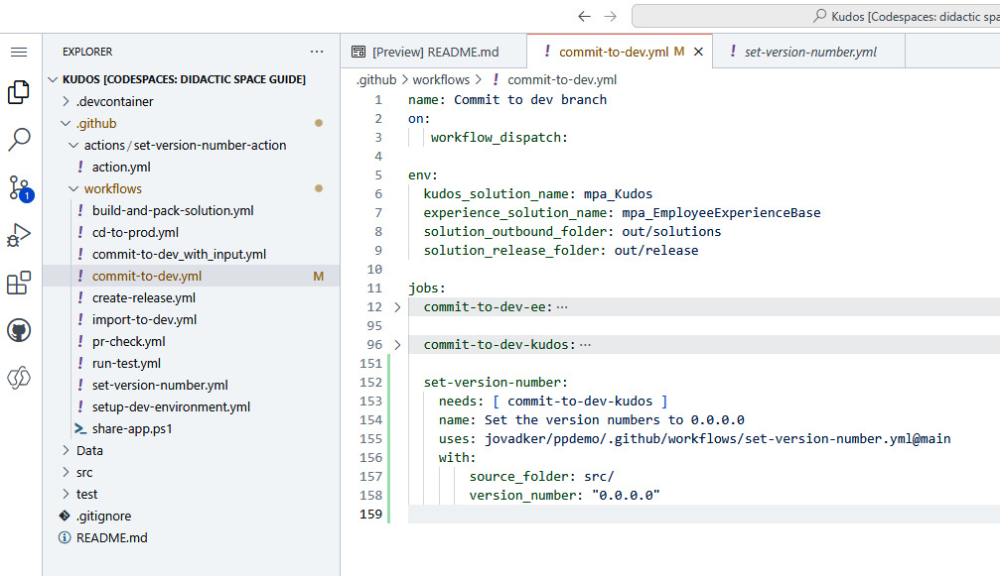 Kudos [Codespaces: didactic spa
EXPLORER ···
KUDOS [CODESPACES: DIDACTIC SPACE GUIDE]
.devcontainer
.github
actions / set-version-number-action
! action.yml
workflows
! build-and-pack-solution.yml
! cd-to-prod.yml
! commit-to-dev_with_input.yml
! commit-to-dev.yml M
! create-release.yml
! import-to-dev.yml
! pr-check.yml
! run-test.yml
! set-version-number.yml
! setup-dev-environment.yml
share-app.ps1
Data
src
test
.gitignore
README.md
1
[Preview] README.md
! commit-to-dev.yml M ×
! set-version-number.yml
.github > workflows > ! commit-to-dev.yml
1 name: Commit to dev branch
2 on:
3 workflow_dispatch:
4
5 env:
6 kudos_solution_name: mpa_Kudos
7 experience_solution_name: mpa_EmployeeExperienceBase
8 solution_outbound_folder: out/solutions
9 solution_release_folder: out/release
10
11 jobs:
12 > commit-to-dev-ee: ···
95
96 > commit-to-dev-kudos: ···
151
152 set-version-number:
153 needs: [ commit-to-dev-kudos ]
154 name: Set the version numbers to 0.0.0.0
155 uses: jovadker/ppdemo/.github/workflows/set-version-number.yml@main
156 with:
157 source_folder: src/
158 version_number: "0.0.0.0"
159